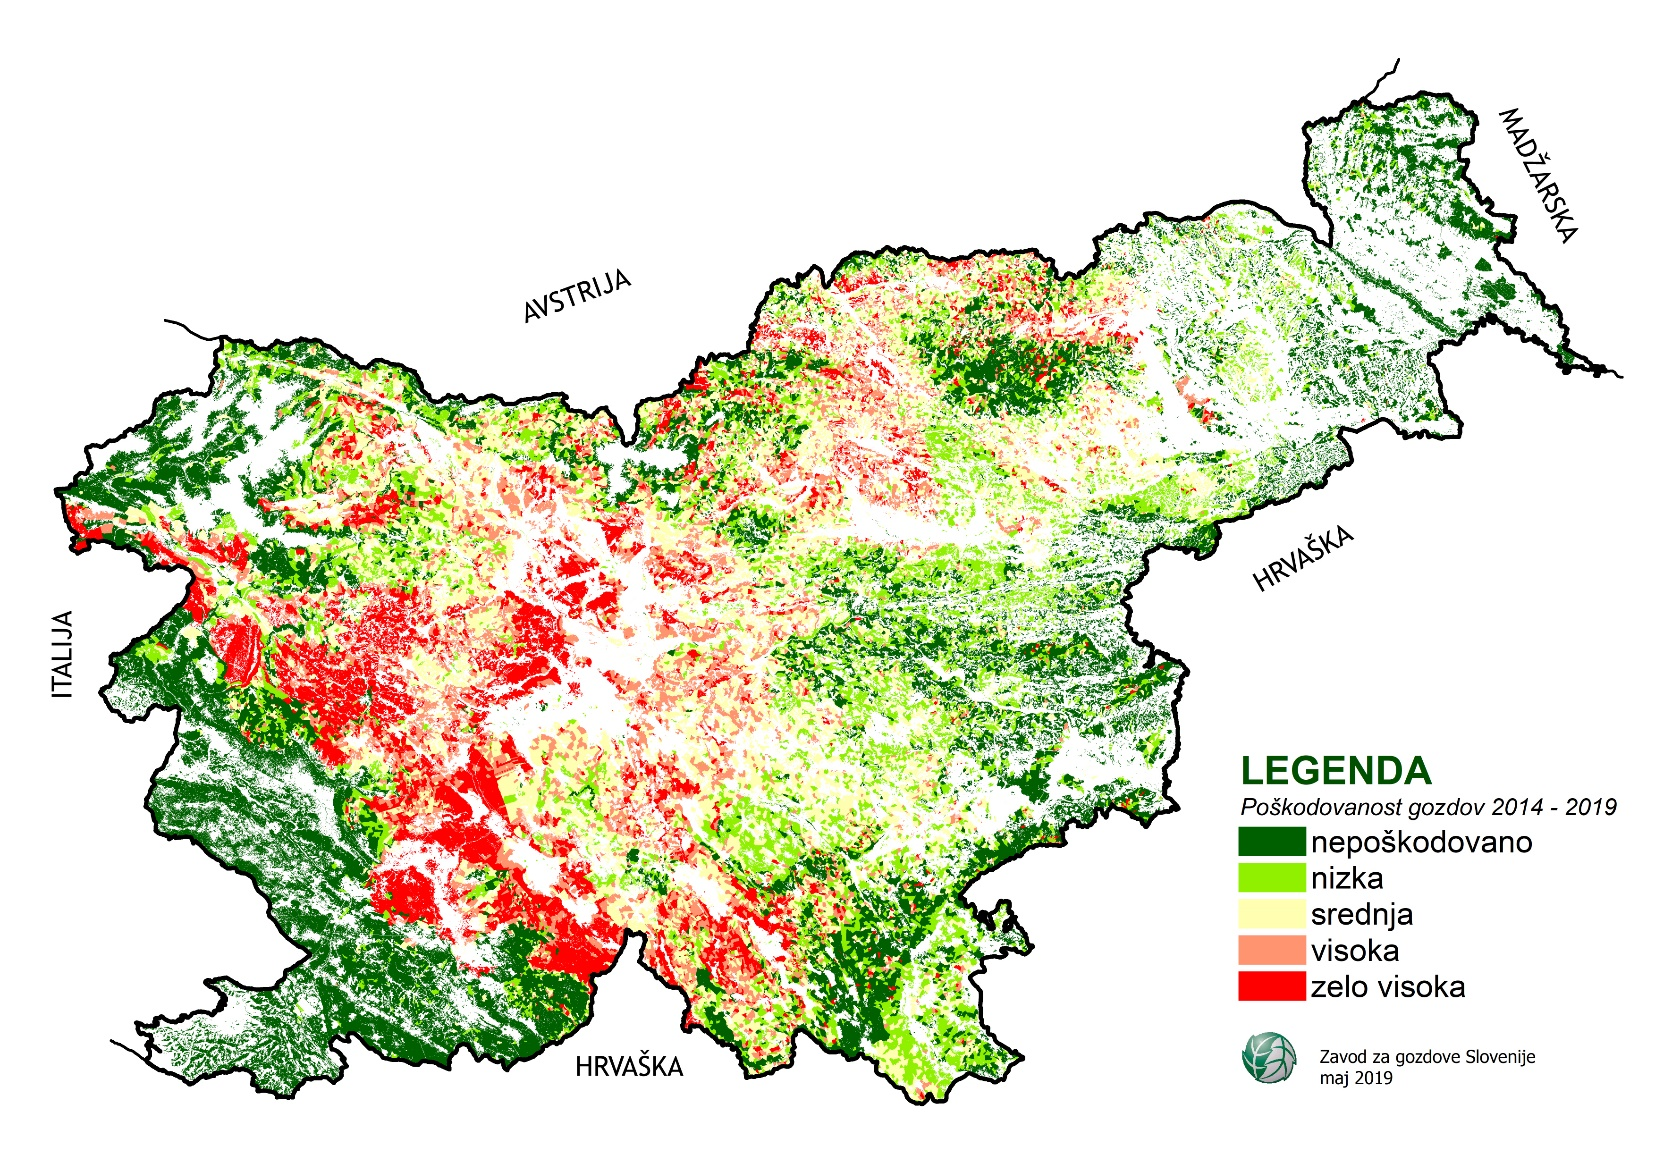 MADŽARSKA
AVSTRIJA
HRVAŠKA
ITALIJA
HRVAŠKA
LEGENDA
Poškodovanost gozdov 2014 - 2019
nepoškodovano
nizka
srednja
visoka
zelo visoka
Zavod za gozdove Slovenije
maj 2019